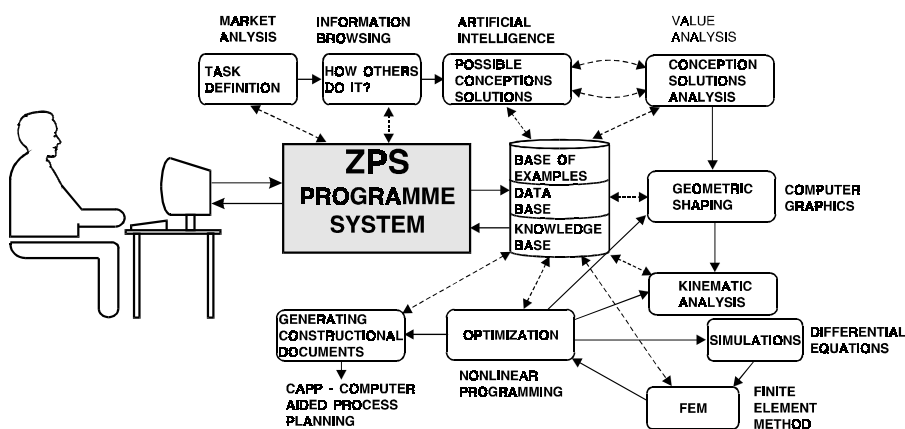 MARKET
ANLYSIS
INFORMATION
BROWSING
ARTIFICIAL
INTELLIGENCE
VALUE
ANALYSIS
TASK
DEFINITION
HOW OTHERS
DO IT?
POSSIBLE
CONCEPTIONS
SOLUTIONS
CONCEPTION
SOLUTIONS
ANALYSIS
ZPS
PROGRAMME
SYSTEM
BASE OF
EXAMPLES
DATA
BASE
KNOWLEDGE
BASE
GEOMETRIC
SHAPING
COMPUTER
GRAPHICS
KINEMATIC
ANALYSIS
GENERATING
CONSTRUCTIONAL
DOCUMENTS
OPTIMIZATION
SIMULATIONS
DIFFERENTIAL
EQUATIONS
CAPP - COMPUTER
AIDED PROCESS
PLANNING
NONLINEAR
PROGRAMMING
FEM
FINITE
ELEMENT
METHOD